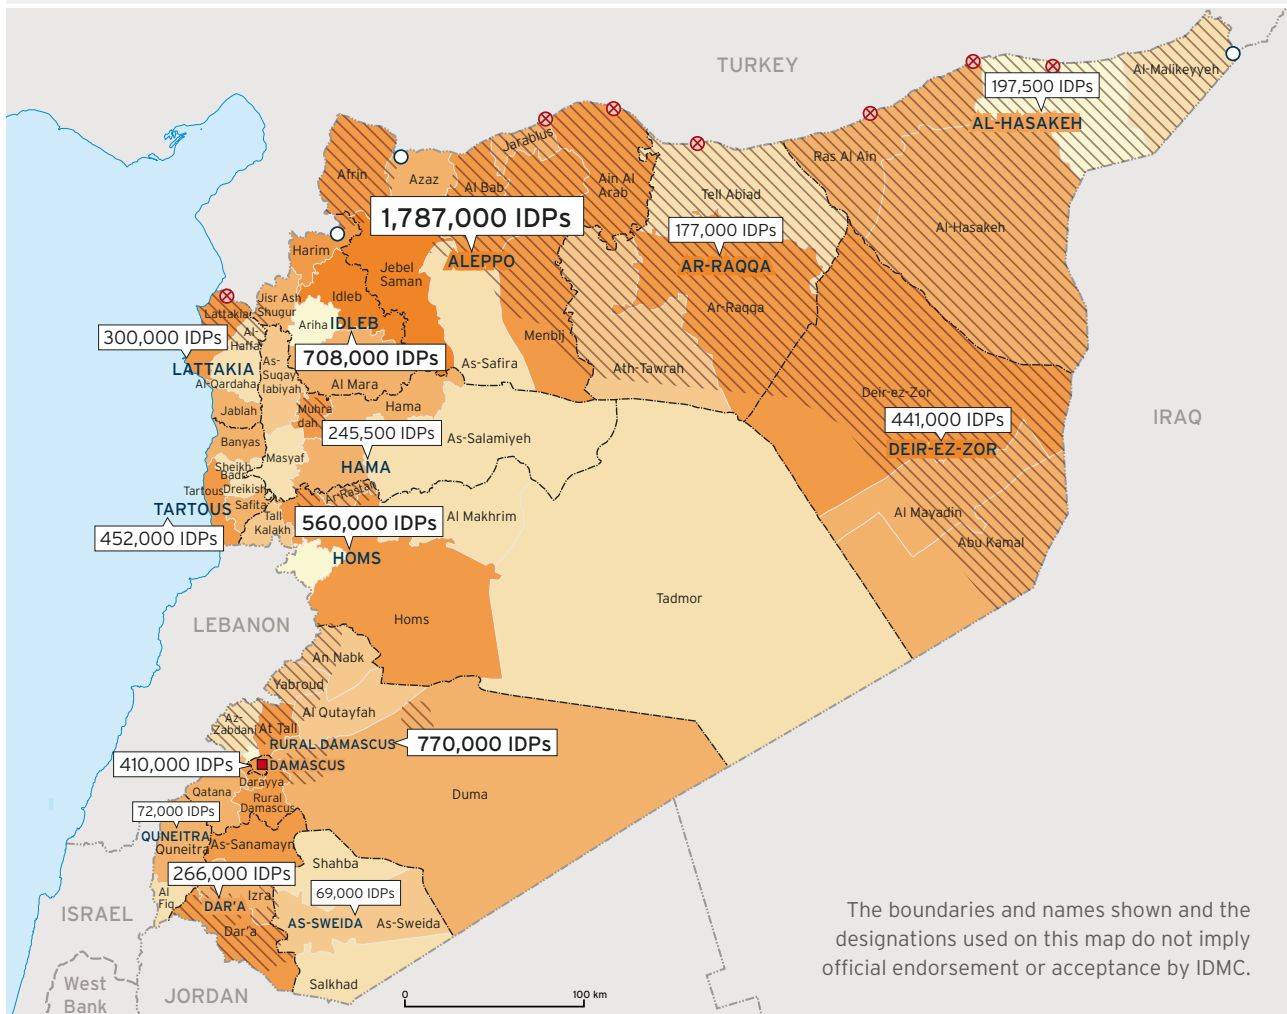 TURKEY
197,500 IDPs
Al-Malikeyyeh
AL-HASAKEH
Jarablus
Ras Al Ain
Afrin
Azaz
Al Bab
Ain Al
Arab
Tell Abiad
1,787,000 IDPs
177,000 IDPs
Al-Hasakeh
Harim
ALEPPO
AR-RAQQA
Jebel
Saman
Idleb
Jisr Ash
Shugur
Lattakia
Ar-Raqqa
Ariha
IDLEB
300,000 IDPs
Al-
Haffa
Menbij
708,000 IDPs
LATTAKIA
As-
Suqay
labiyah
As-Safira
Ath-Tawrah
Al-Qardaha
Al Mara
Deir-ez-Zor
Jablah
Muhra
dah
Hama
441,000 IDPs
IRAQ
245,500 IDPs
As-Salamiyeh
Banyas
DEIR-EZ-ZOR
Masyaf
HAMA
Sheikh
Badr
Tartous
Dreikish
Ar-Rastan
TARTOUS
Safita
Al Mayadin
Tall
Kalakh
560,000 IDPs
Al Makhrim
452,000 IDPs
Abu Kamal
HOMS
Tadmor
Homs
LEBANON
An Nabk
Yabroud
Al Qutayfah
Az-
Zabdani
At Tall
RURAL DAMASCUS
770,000 IDPs
410,000 IDPs
DAMASCUS
Darayya
Qatana
Rural
Damascus
Duma
72,000 IDPs
QUNEITRA
Quneitra
As-Sanamayn
Shahba
266,000 IDPs
Al
Fiq
Izra
69,000 IDPs
DAR'A
AS-SWEIDA
As-Sweida
Dar'a
ISRAEL
The boundaries and names shown and the
designations used on this map do not imply
official endorsement or acceptance by IDMC.
West
Bank
JORDAN
Salkhad
0
100 km